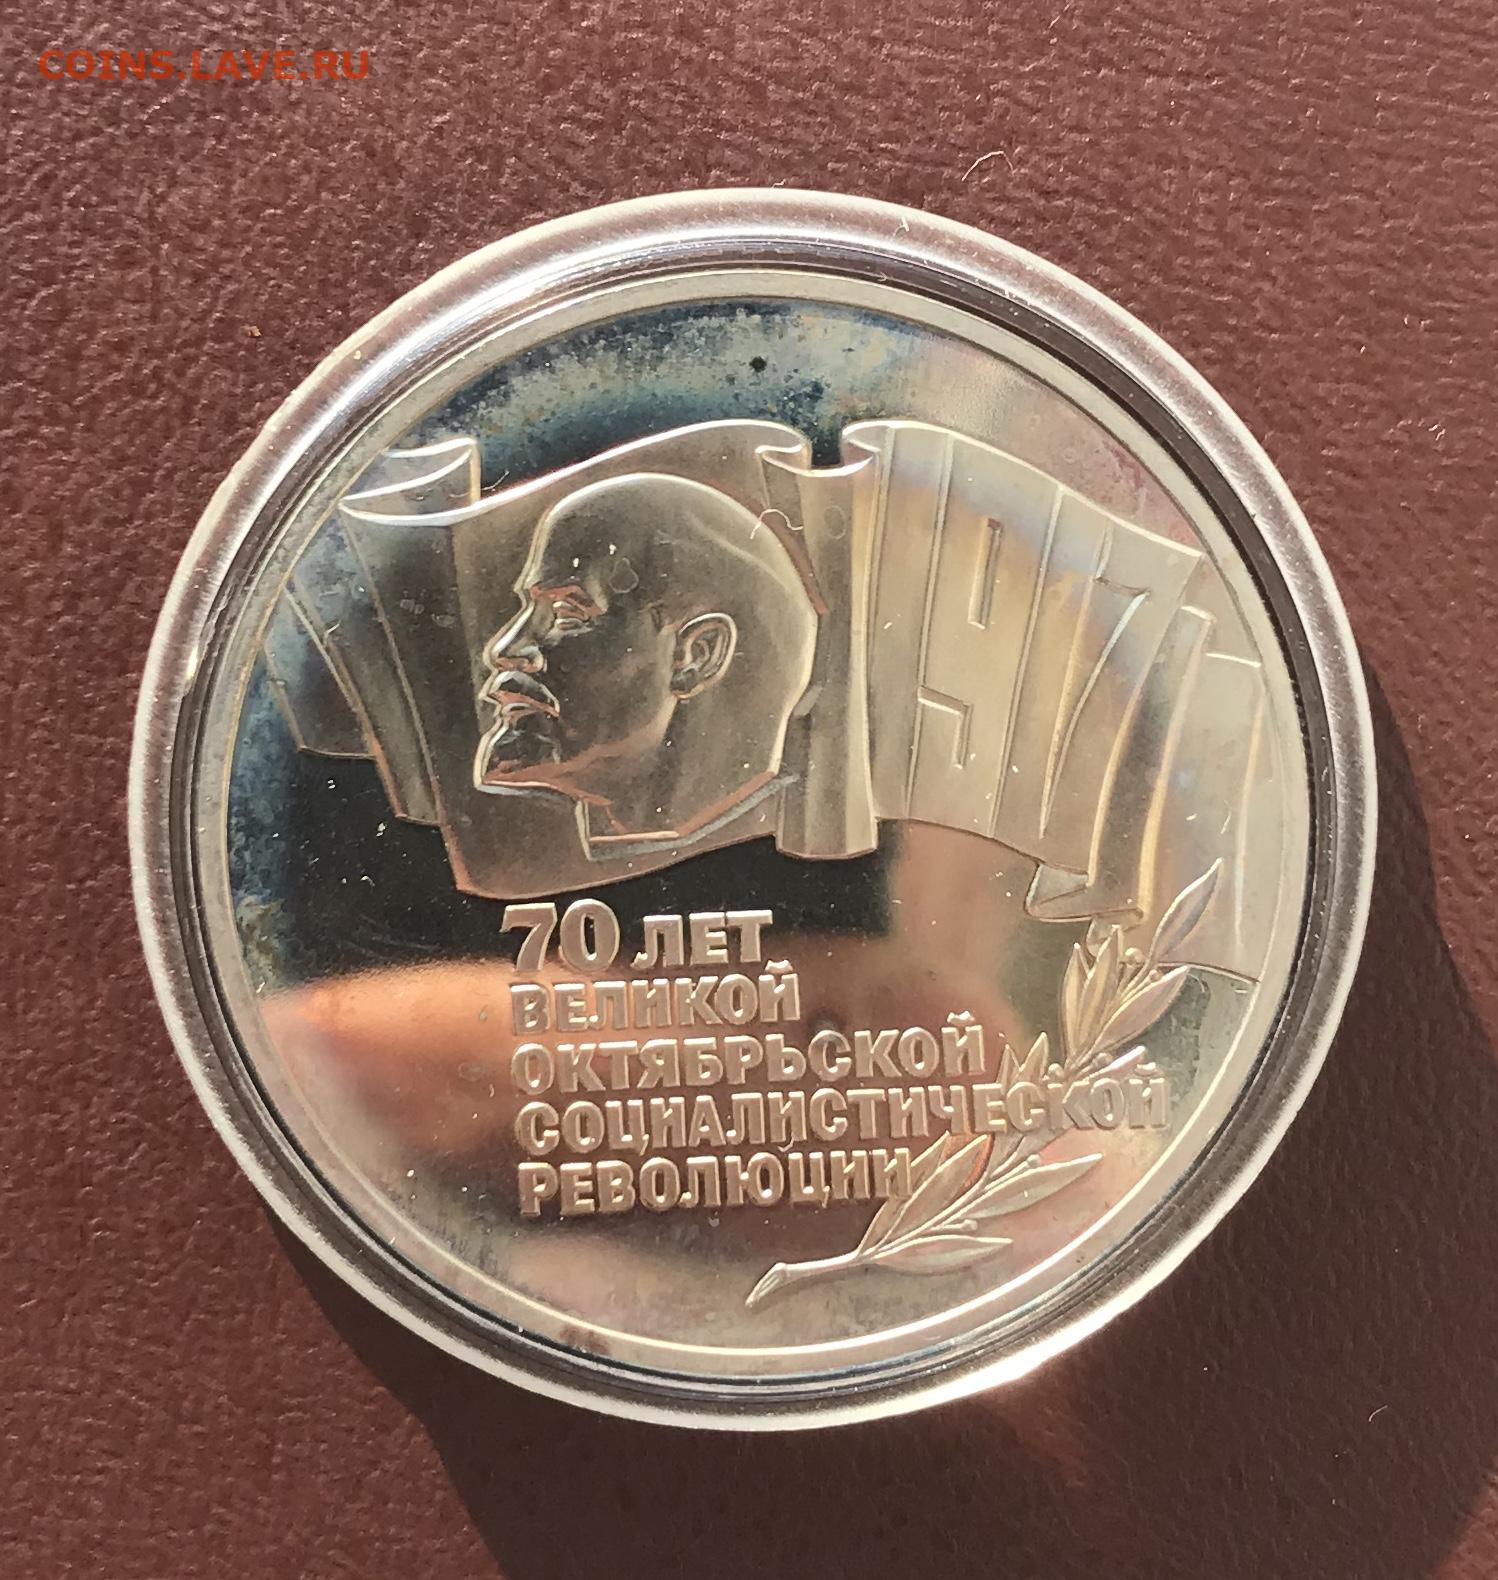 COINS.LAVE.RU
1917
70 ЛЕТ
ВЕЛИКОЙ
ОКТЯБРЬСКОЙ
СОЦИАЛИСТИЧЕСКОЙ
РЕВОЛЮЦИИ